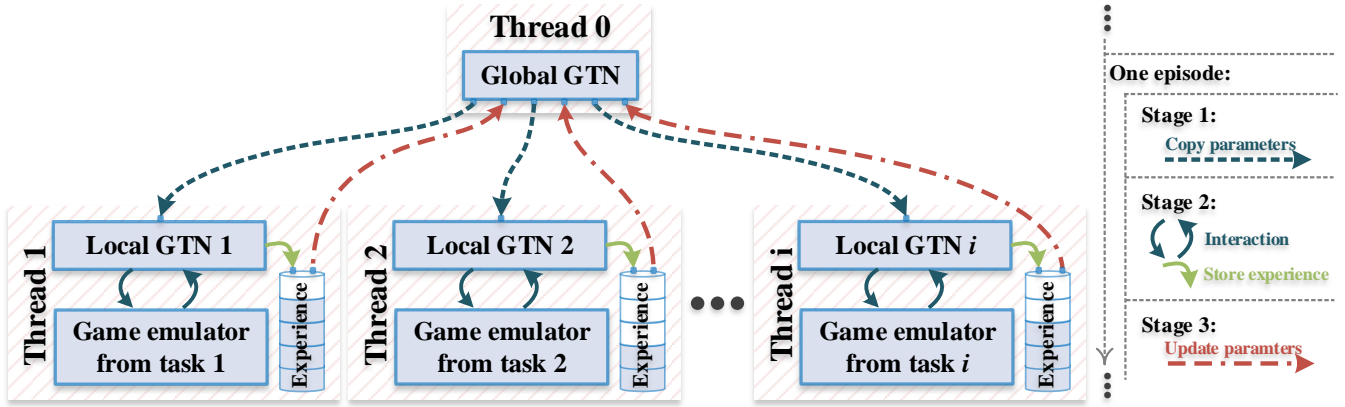 Thread 0
Global GTN
Thread 1
Local GTN 1
Game emulator
from task 1
Experience
Thread 2
Local GTN 2
Game emulator
from task 2
Experience
Thread i
Local GTN i
Game emulator
from task i
Experience
One episode:
Stage 1:
Copy parameters
Stage 2:
Interaction
Store experience
Stage 3:
Update paramters